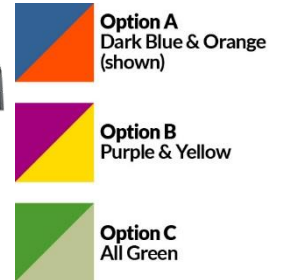 Option A
Dark Blue & Orange
(shown)
Option B
Purple & Yellow
Option C
All Green